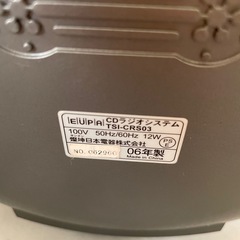 EUPA CDラジオシステム
TSI-CRS03
100V 50Hz/60Hz 12W
燦坤日本電器株式会社
06年製
Made in China